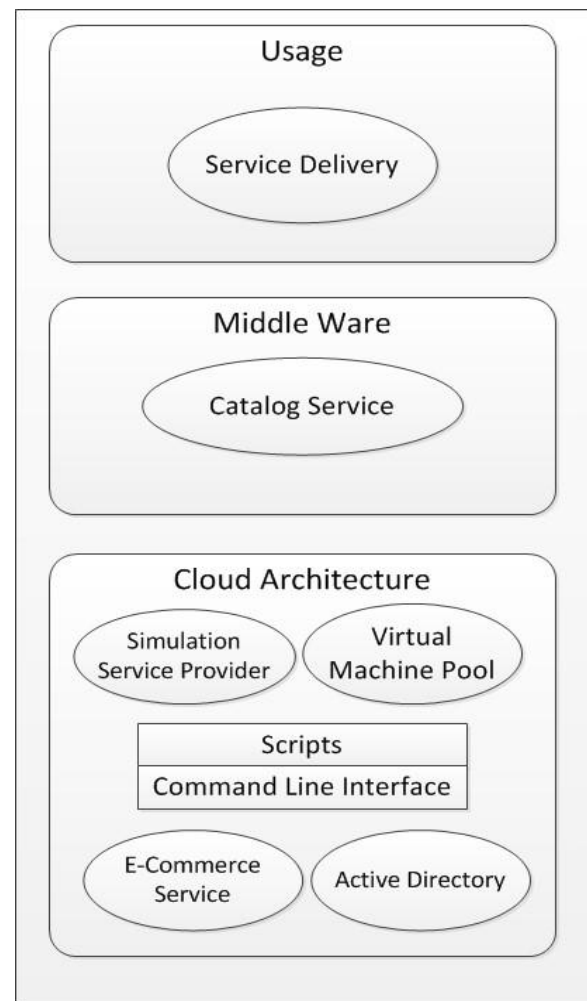 Usage
Service Delivery
Middle Ware
Catalog Service
Cloud Architecture
Simulation
Service Provider
Virtual
Machine Pool
Scripts
Command Line Interface
E-Commerce
Service
Active Directory